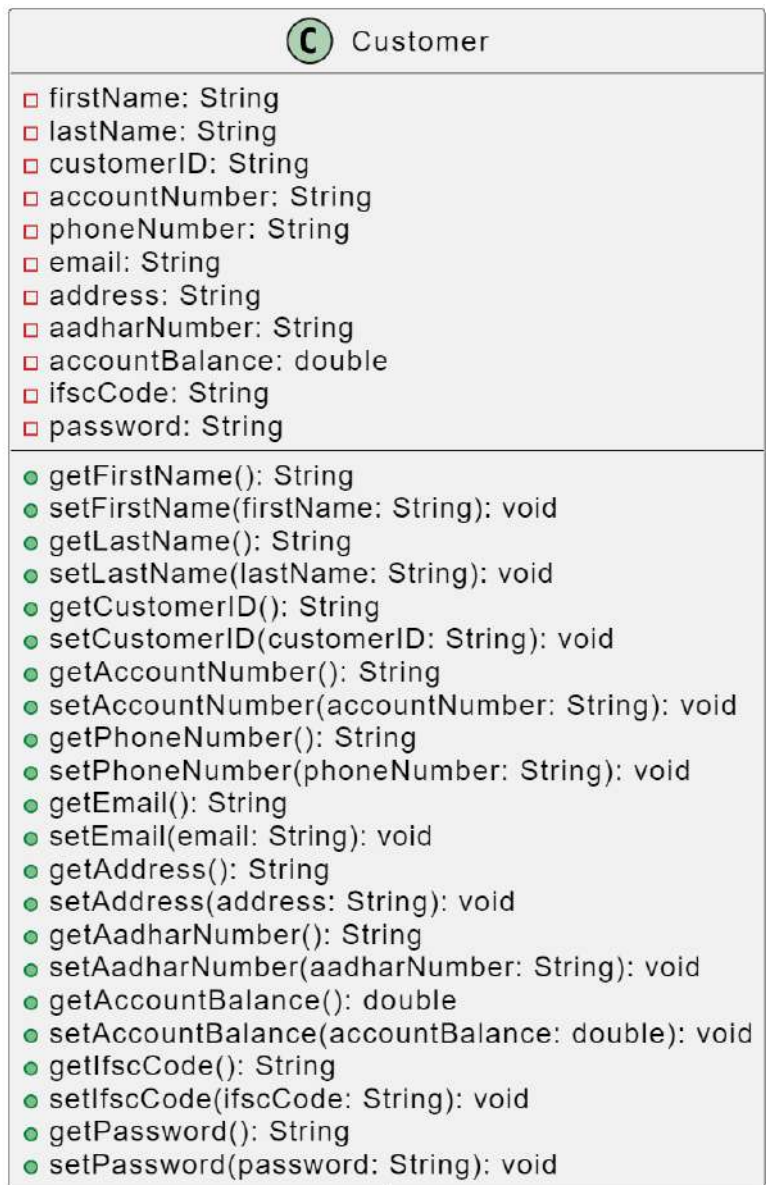 C Customer
firstName: String
lastName: String
customerID: String
accountNumber: String
phoneNumber: String
email: String
address: String
aadharNumber: String
accountBalance: double
ifscCode: String
password: String
getFirstName(): String
setFirstName(firstName: String): void
getLastName(): String
setLastName(lastName: String): void
getCustomerID(): String
setCustomerID(customerID: String): void
getAccountNumber(): String
setAccountNumber(accountNumber: String): void
getPhoneNumber(): String
setPhoneNumber(phoneNumber: String): void
getEmail(): String
setEmail(email: String): void
getAddress(): String
setAddress(address: String): void
getAadharNumber(): String
setAadharNumber(aadharNumber: String): void
getAccountBalance(): double
setAccountBalance(accountBalance: double): void
getIfscCode(): String
setIfscCode(ifscCode: String): void
getPassword(): String
setPassword(password: String): void